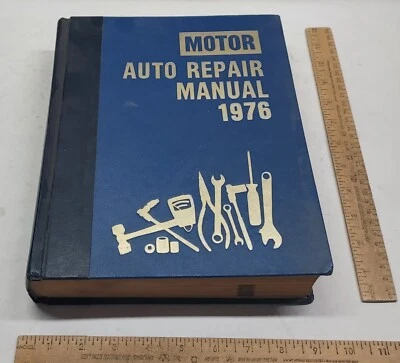 MOTOR
AUTO REPAIR
MANUAL
1976